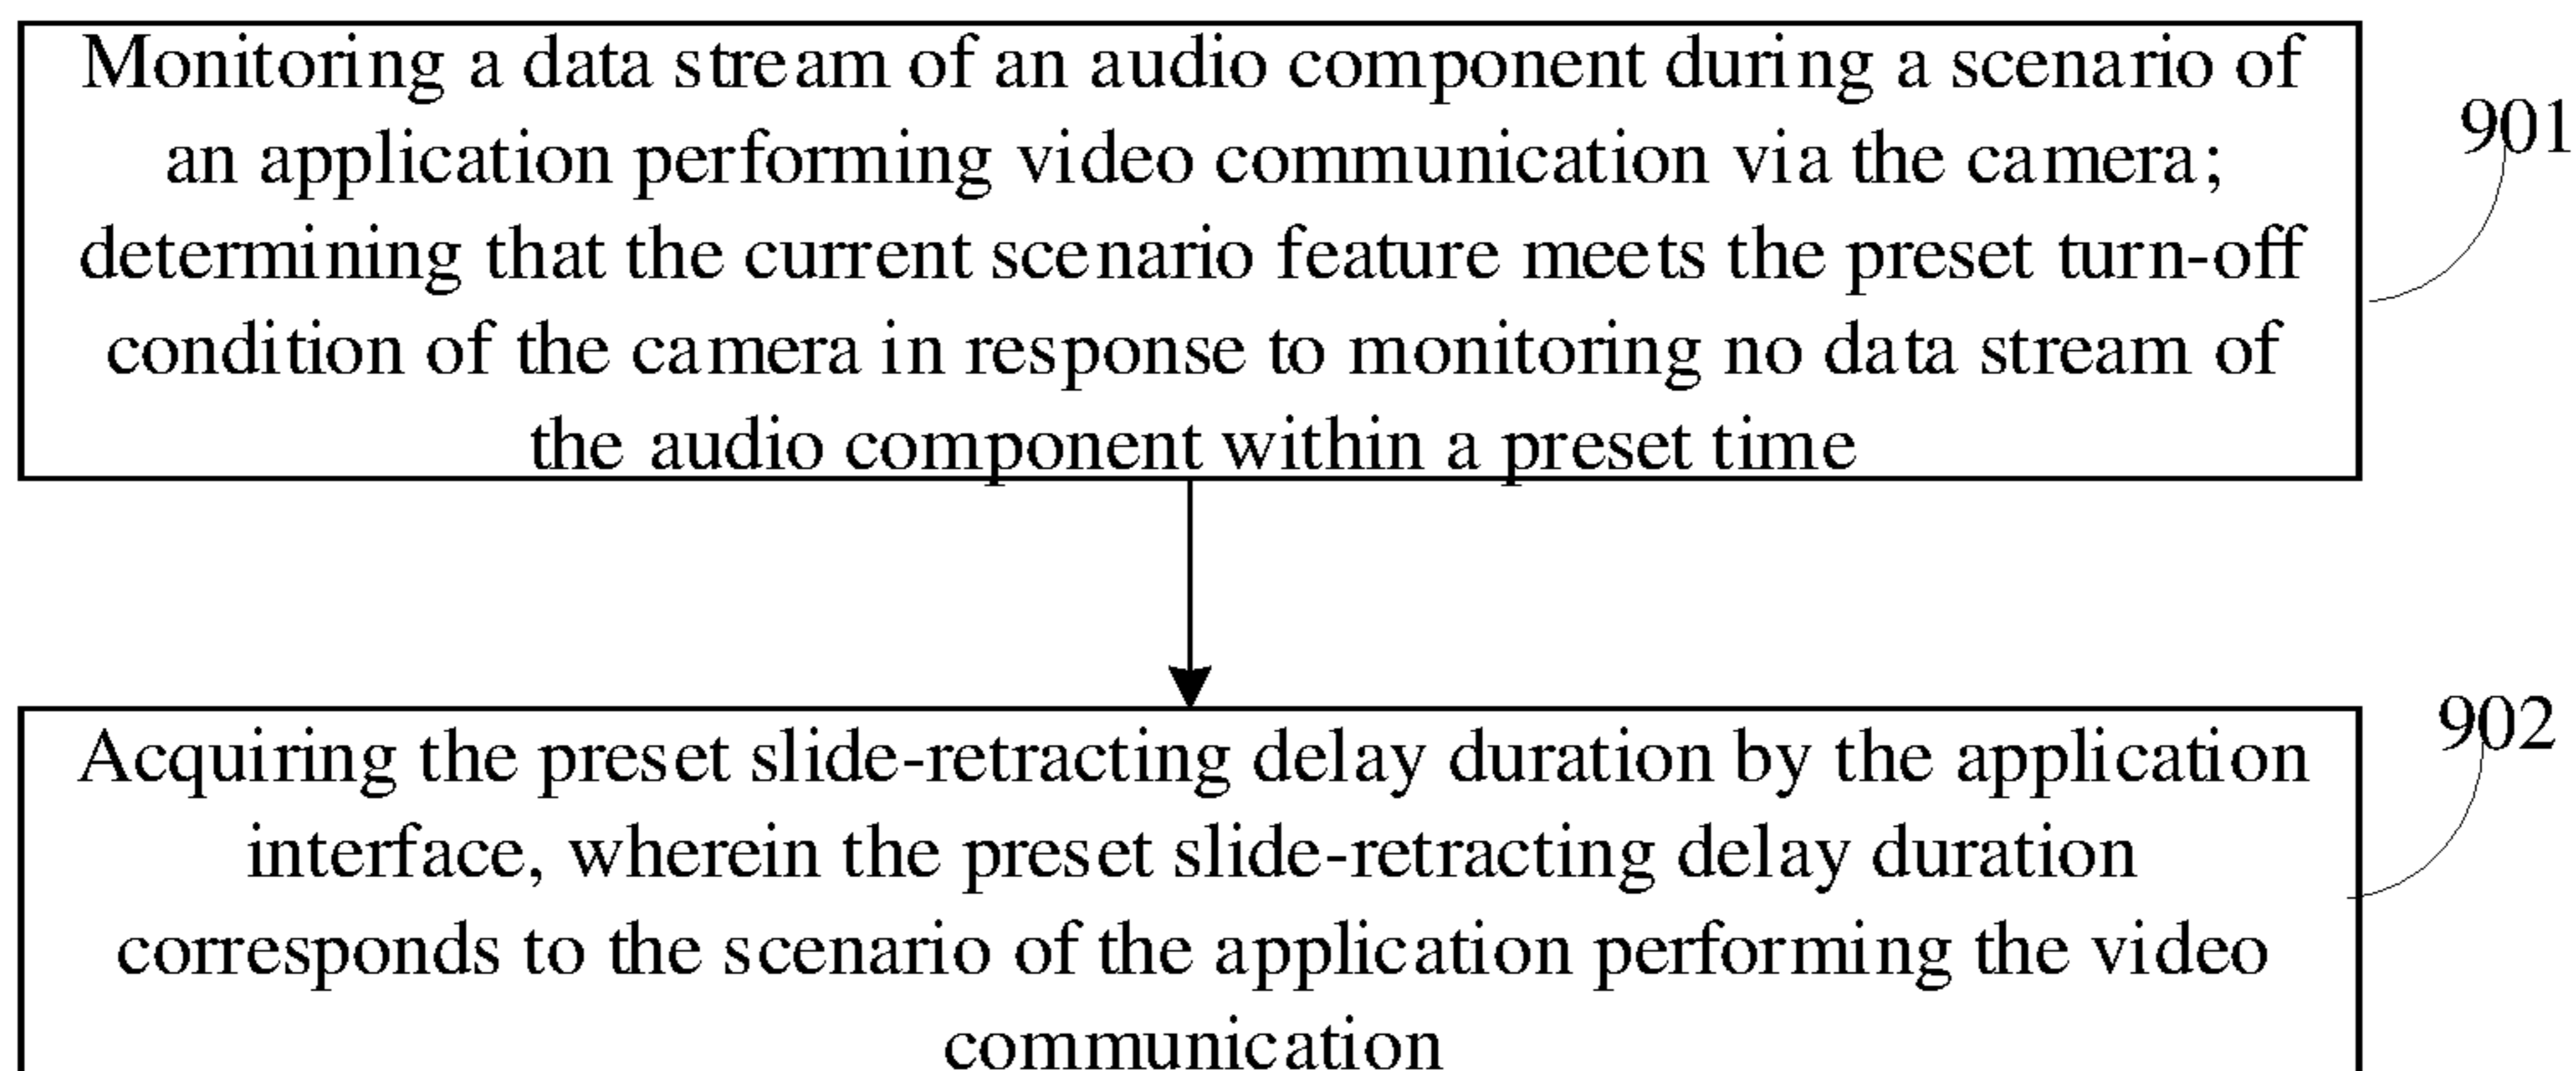 Monitoring a data stream of an audio component during a scenario of
an application performing video communication via the camera;
determining that the current scenario feature meets the preset turn-off
condition of the camera in response to monitoring no data stream of
the audio component within a preset time
901
Acquiring the preset slide-retracting delay duration by the application
interface, wherein the preset slide-retracting delay duration
corresponds to the scenario of the application performing the video
communication
902